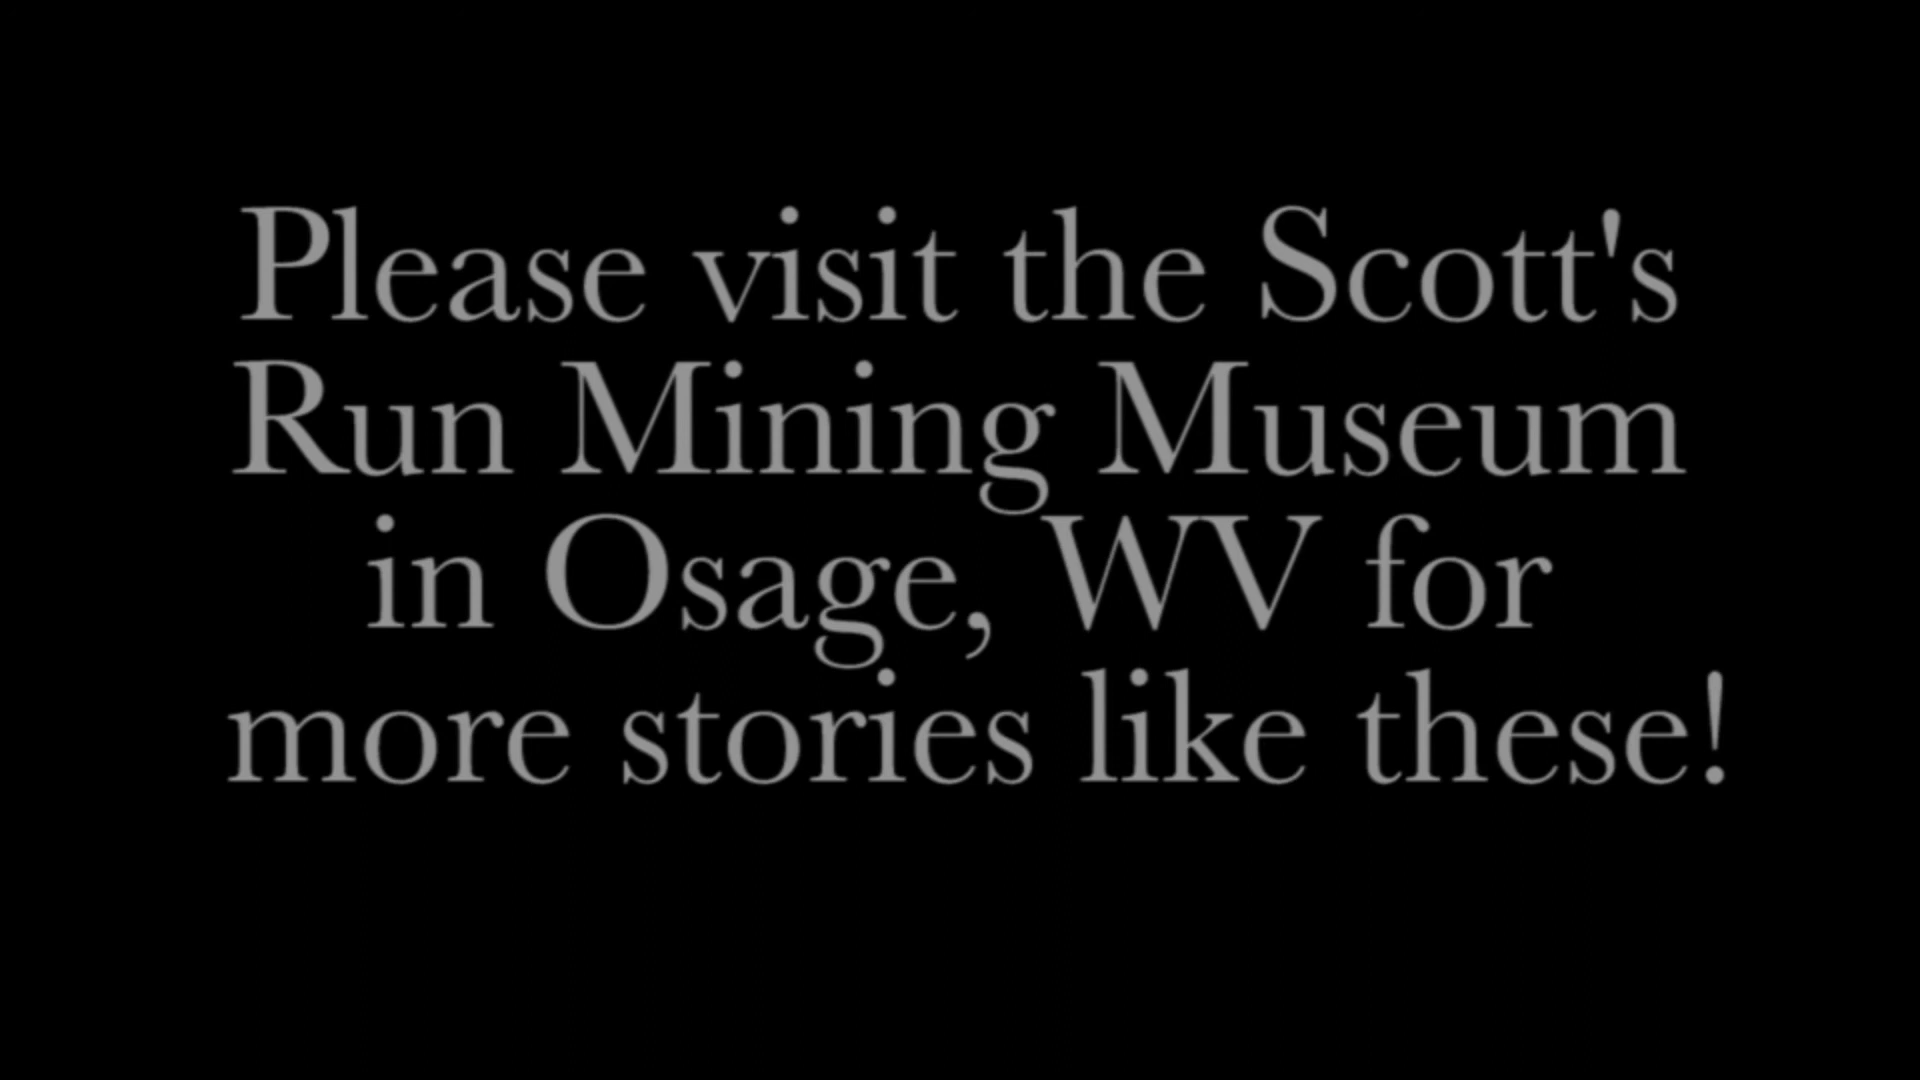 Please visit the Scott's
Run Mining Museum
in Osage, WV for
more stories like these!